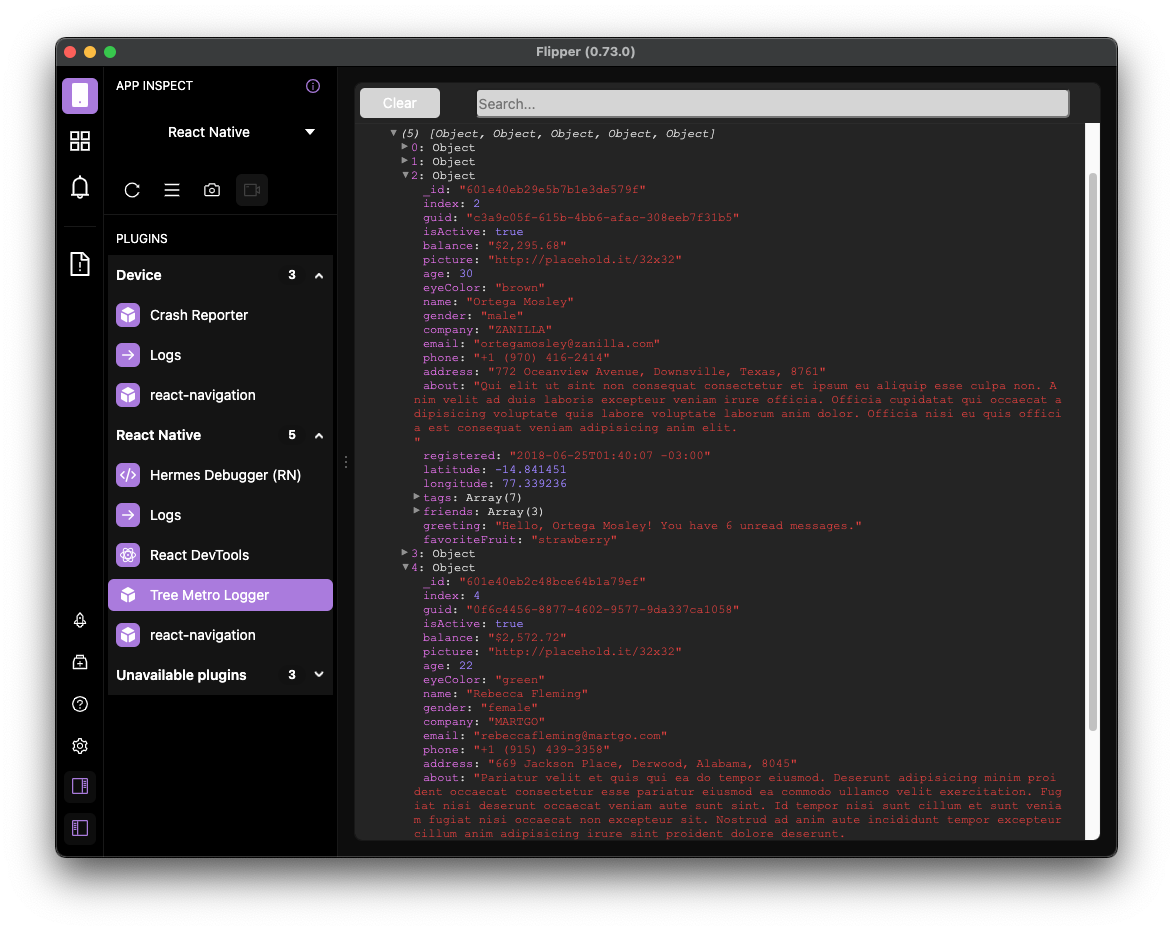 Flipper (0.73.0)
APP INSPECT
React Native
PLUGINS
Device 3
Crash Reporter
Logs
react-navigation
React Native 5
Hermes Debugger (RN)
Logs
React DevTools
Tree Metro Logger
react-navigation
Unavailable plugins 3
Clear
Search...
(5) [Object, Object, Object, Object, Object]
0: Object
1: Object
2: Object
_id: "601e40eb29e5b7b1e3de579f"
index: 2
guid: "c3a9c05f-615b-4bb6-afac-308eeb7f31b5"
isActive: true
balance: "$2,295.68"
picture: "http://placehold.it/32x32"
age: 30
eyeColor: "brown"
name: "Ortega Mosley"
gender: "male"
company: "ZANILLA"
email: "ortegamosley@zanilla.com"
phone: "+1 (970) 416-2414"
address: "772 Oceanview Avenue, Downsville, Texas, 8761"
about: "Qui elit ut sint non consequat consectetur et ipsum eu aliquip esse culpa non. A
nim velit ad duis laboris excepteur veniam irure officia. Officia cupidatat qui occaecat a
dipisicing voluptate quis labore voluptate laborum anim dolor. Officia nisi eu quis offici
a est consequat veniam adipisicing anim elit.
"
registered: "2018-06-25T01:40:07 -03:00"
latitude: -14.841451
longitude: 77.339236
tags: Array(7)
friends: Array(3)
greeting: "Hello, Ortega Mosley! You have 6 unread messages."
favoriteFruit: "strawberry"
3: Object
4: Object
_id: "601e40eb2c48bce64b1a79ef"
index: 4
guid: "0f6c4456-8877-4602-9577-9da337ca1058"
isActive: true
balance: "$2,572.72"
picture: "http://placehold.it/32x32"
age: 22
eyeColor: "green"
name: "Rebecca Fleming"
gender: "female"
company: "MARTGO"
email: "rebeccafleming@martgo.com"
phone: "+1 (915) 439-3358"
address: "669 Jackson Place, Derwood, Alabama, 8045"
about: "Pariatur velit et quis qui ea do tempor eiusmod. Deserunt adipisicing minim proi
dent occaecat consectetur esse pariatur eiusmod ea commodo ullamco velit exercitation. Fug
iat nisi deserunt occaecat veniam aute sunt sint. Id tempor nisi sunt cillum et sunt venia
m fugiat nisi occaecat non excepteur sit. Nostrud ad anim aute incididunt tempor excepteur
cillum anim adipisicing irure sint proident dolore deserunt.